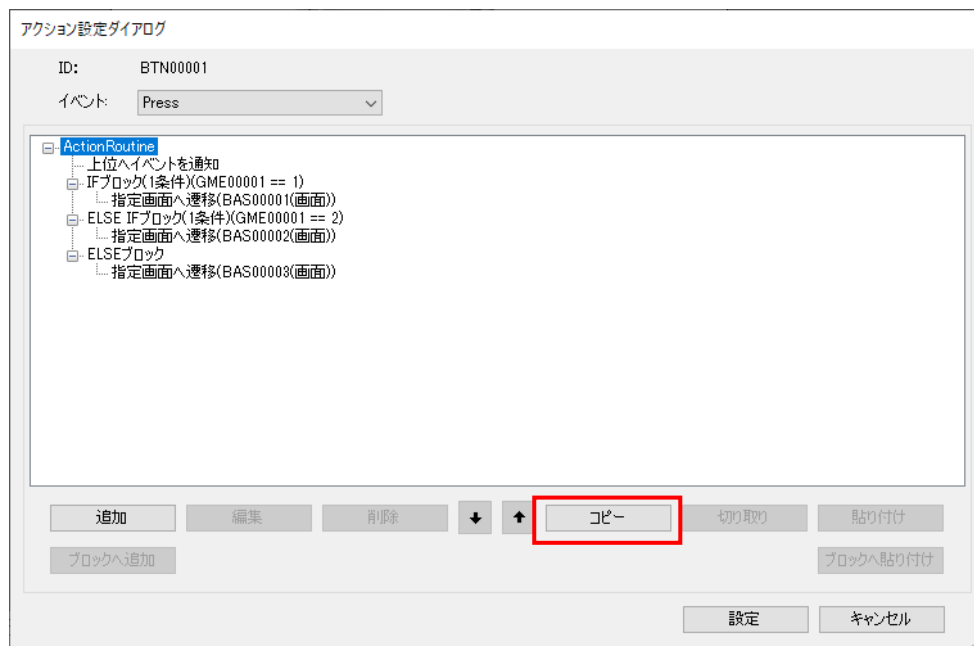 アクション設定ダイアログ
ID: BTN00001
イベント: Press
ActionRoutine
上位へイベントを通知
IFブロック(1条件)(GME00001 == 1)
指定画面へ遷移(BAS00001(画面))
ELSE IFブロック(1条件)(GME00001 == 2)
指定画面へ遷移(BAS00002(画面))
ELSEブロック
指定画面へ遷移(BAS00003(画面))
追加 編集 削除 コピー 切り取り 貼り付け
ブロックへ追加 ブロックへ貼り付け
設定 キャンセル